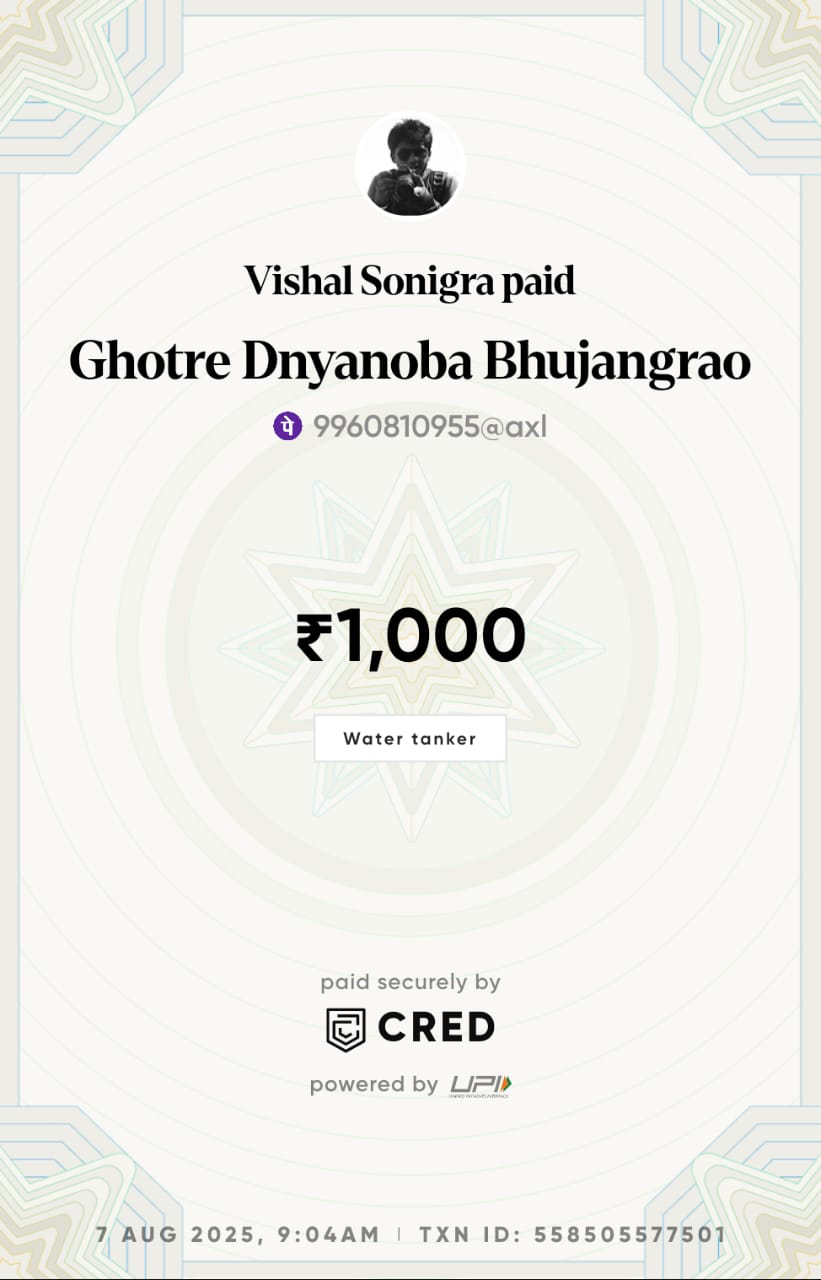 Vishal Sonigra paid
Ghotre Dnyanoba Bhujangrao
पे 9960810955@axl
₹1,000
Water tanker
paid securely by
CRED
powered by UPI
UNIFIED PAYMENTS INTERFACE
7 AUG 2025, 9:04AM | TXN ID: 558505577501